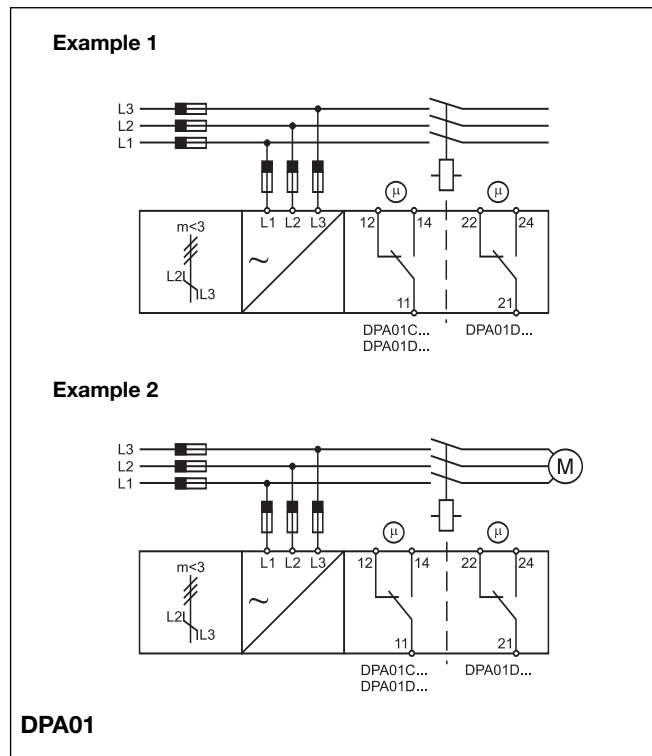 Example 1
L3
L2
L1
μ μ
L1 L2 L3 12 14 22 24
m<3
~
L2
L3
11 21
DPA01C... DPA01D...
DPA01D...
Example 2
L3
L2 M
L1
μ μ
L1 L2 L3 12 14 22 24
m<3
~
L2
L3
11 21
DPA01C... DPA01D...
DPA01D...
DPA01